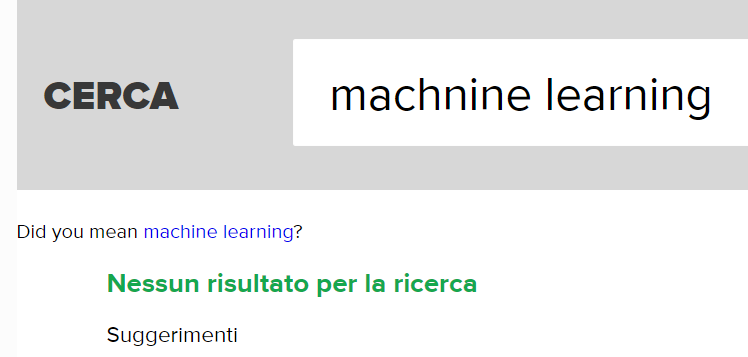 CERCA
machnine learning
Did you mean machine learning?
Nessun risultato per la ricerca
Suggerimenti